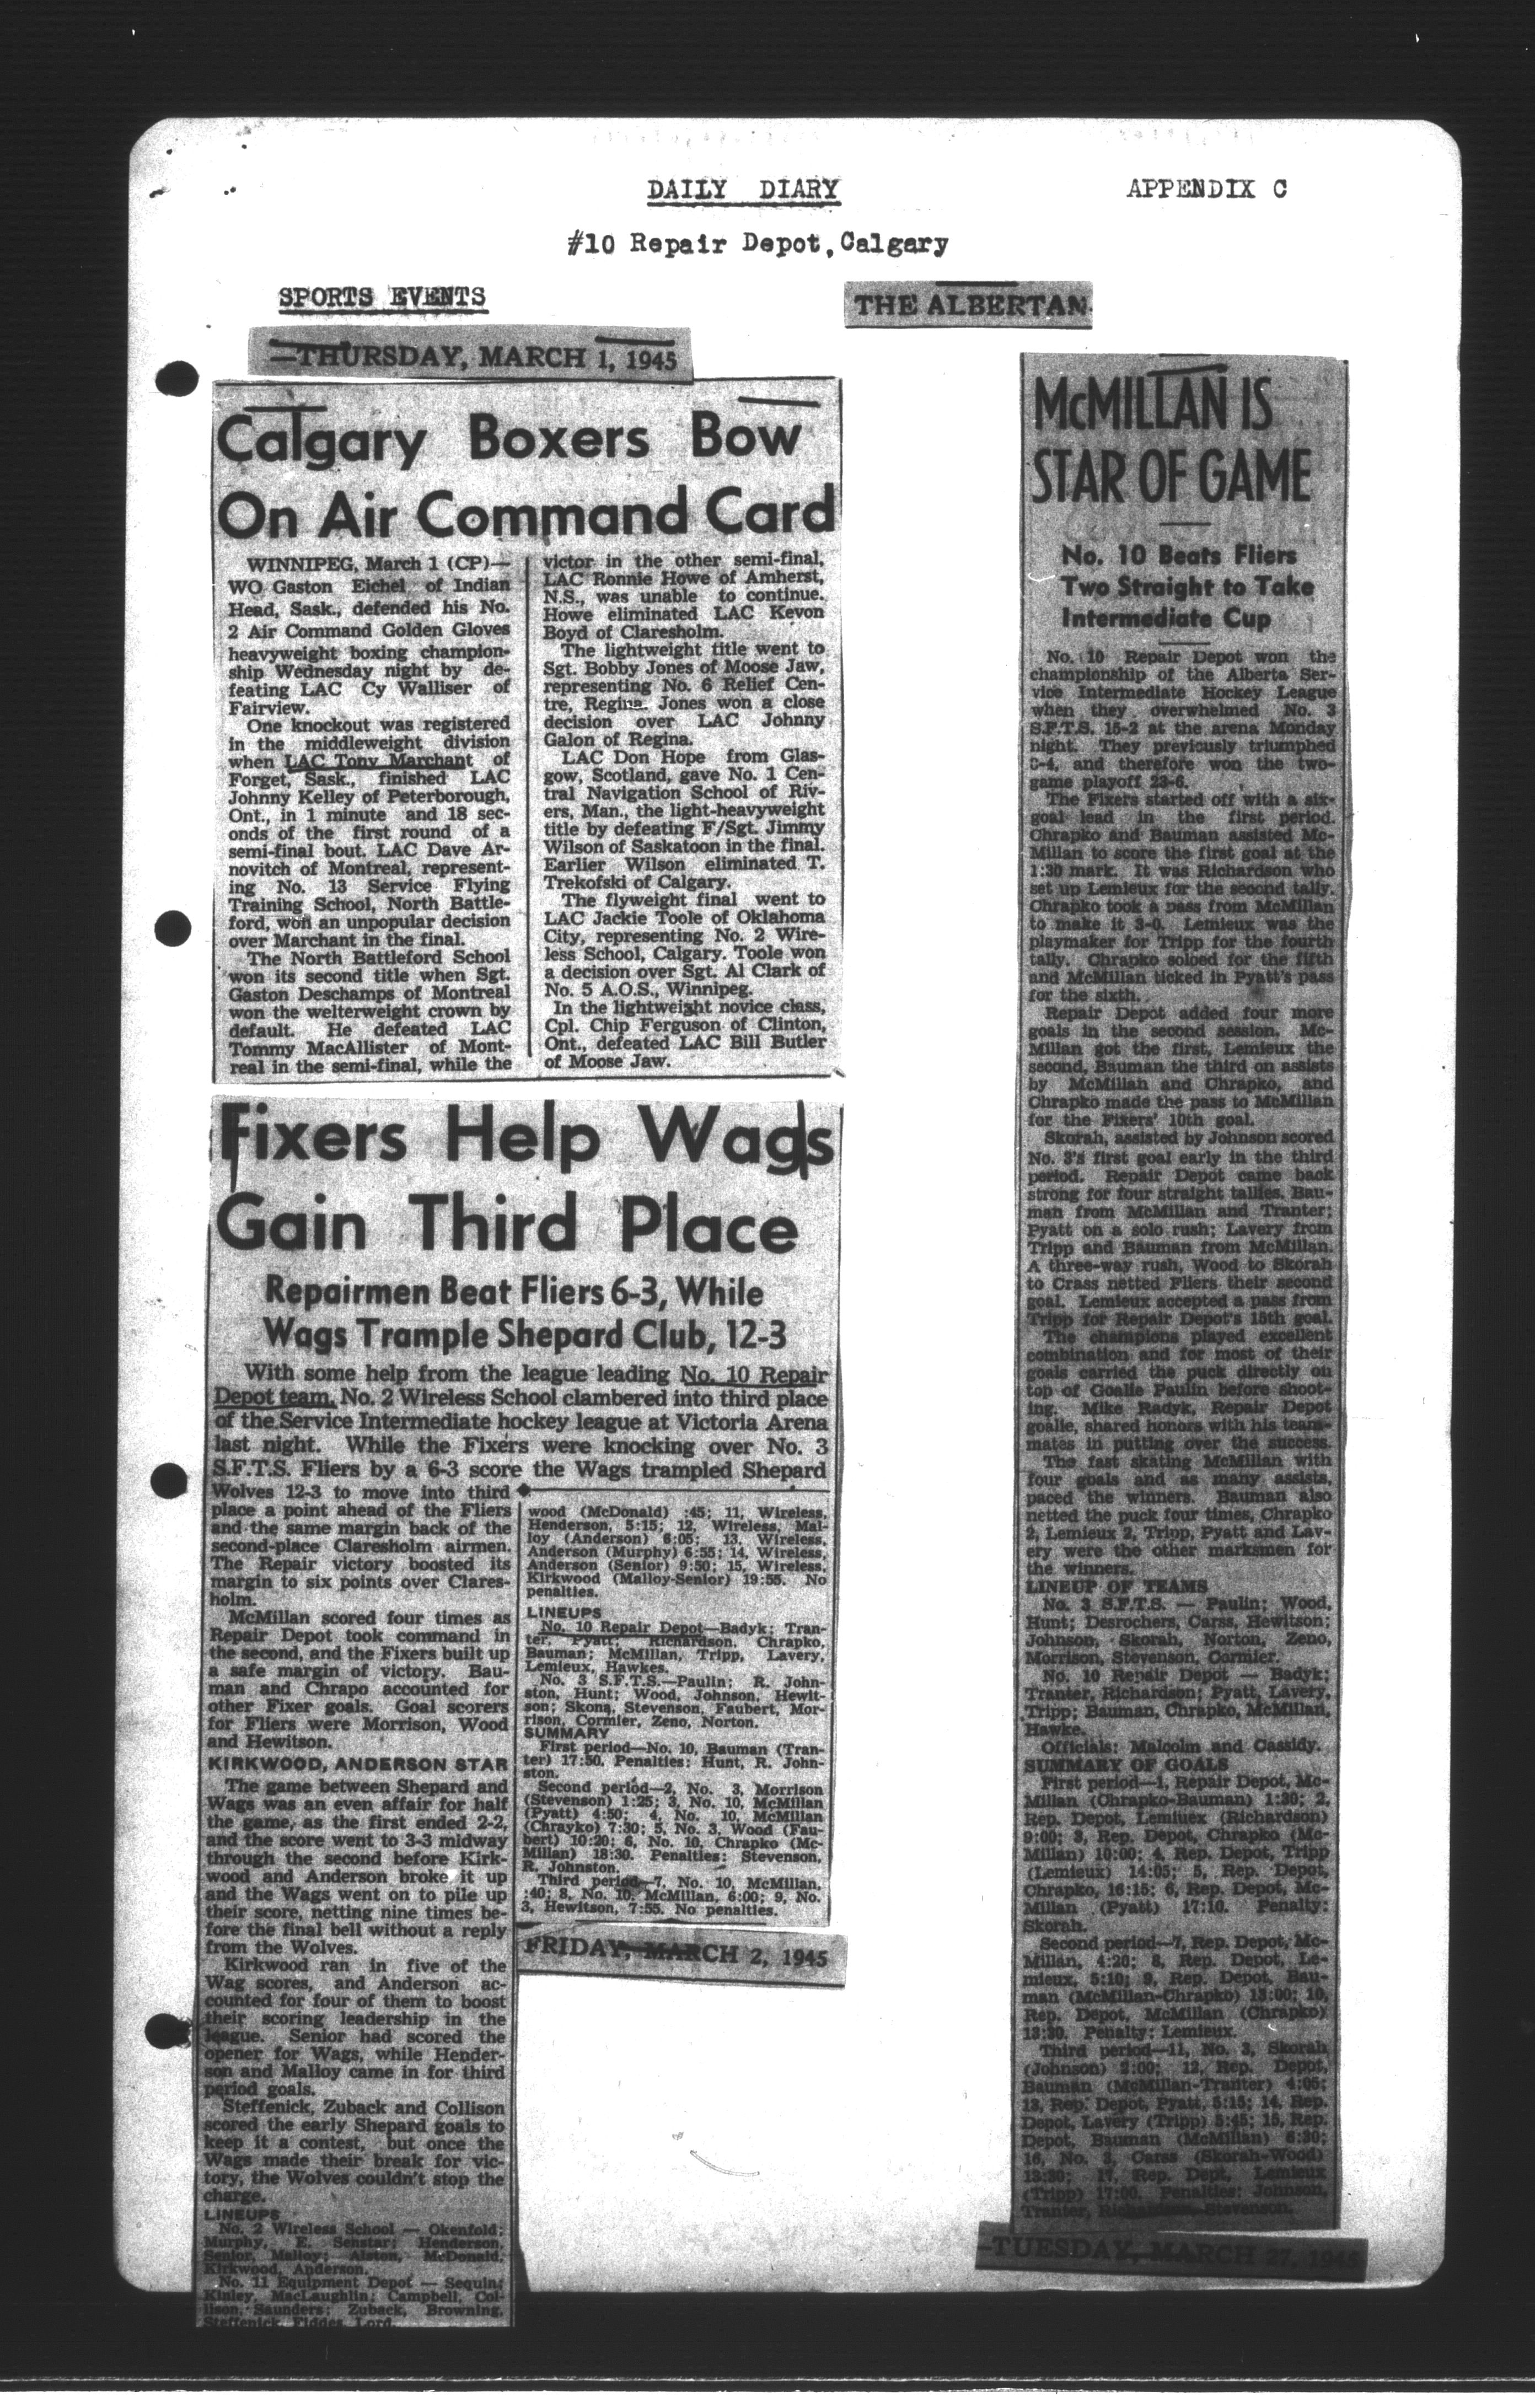 DAILY DIARY
APPENDIX C
#10 Repair Depot, Calgary
SPORTS EVENTS
THE ALBERTAN
—THURSDAY, MARCH 1, 1945
Calgary Boxers Bow
On Air Command Card
WINNIPEG, March 1 (CP)—
WO Gaston Eichel of Indian
Head, Sask., defended his No.
2 Air Command Golden Gloves
heavyweight boxing champion-
ship Wednesday night by de-
feating LAC Cy Walliser of
Fairview.
One knockout was registered
in the middleweight division
when LAC Tony Marchant of
Forget, Sask., finished LAC
Johnny Kelley of Peterborough,
Ont., in 1 minute and 18 sec-
onds of the first round of a
semi-final bout. LAC Dave Ar-
novitch of Montreal, represent-
ing No. 13 Service Flying
Training School, North Battle-
ford, won an unpopular decision
over Marchant in the final.
The North Battleford School
won its second title when Sgt.
Gaston Deschamps of Montreal
won the welterweight crown by
default. He defeated LAC
Tommy MacAllister of Mont-
real in the semi-final, while the
victor in the other semi-final,
LAC Ronnie Howe of Amherst,
N.S., was unable to continue.
Howe eliminated LAC Kevon
Boyd of Claresholm.
The lightweight title went to
Sgt. Bobby Jones of Moose Jaw,
representing No. 6 Relief Cen-
tre, Regina. Jones won a close
decision over LAC Johnny
Galon of Regina.
LAC Don Hope from Glas-
gow, Scotland, gave No. 1 Cen-
tral Navigation School of Riv-
ers, Man., the light-heavyweight
title by defeating F/Sgt. Jimmy
Wilson of Saskatoon in the final.
Earlier Wilson eliminated T.
Trekofski of Calgary.
The flyweight final went to
LAC Jackie Toole of Oklahoma
City, representing No. 2 Wire-
less School, Calgary. Toole won
a decision over Sgt. Al Clark of
No. 5 A.O.S., Winnipeg.
In the lightweight novice class,
Cpl. Chip Ferguson of Clinton,
Ont., defeated LAC Bill Butler
of Moose Jaw.
Fixers Help Wags
Gain Third Place
Repairmen Beat Fliers 6-3, While
Wags Trample Shepard Club, 12-3
With some help from the league leading No. 10 Repair
Depot team, No. 2 Wireless School clambered into third place
of the Service Intermediate hockey league at Victoria Arena
last night. While the Fixers were knocking over No. 3
S.F.T.S. Fliers by a 6-3 score the Wags trampled Shepard
Wolves 12-3 to move into third
place a point ahead of the Fliers
and the same margin back of the
second-place Claresholm airmen.
The Repair victory boosted its
margin to six points over Clares-
holm.
McMillan scored four times as
Repair Depot took command in
the second, and the Fixers built up
a safe margin of victory. Bau-
man and Chrapo accounted for
other Fixer goals. Goal scorers
for Fliers were Morrison, Wood
and Hewitson.
KIRKWOOD, ANDERSON STAR
The game between Shepard and
Wags was an even affair for half
the game, as the first ended 2-2,
and the score went to 3-3 midway
through the second before Kirk-
wood and Anderson broke it up
and the Wags went on to pile up
their score, netting nine times be-
fore the final bell without a reply
from the Wolves.
Kirkwood ran in five of the
Wag scores, and Anderson ac-
counted for four of them to boost
their scoring leadership in the
league. Senior had scored the
opener for Wags, while Hender-
son and Malloy came in for third
period goals.
Steffenick, Zuback and Collison
scored the early Shepard goals to
keep it a contest, but once the
Wags made their break for vic-
tory, the Wolves couldn't stop the
charge.
LINEUPS
No. 2 Wireless School — Okenfold;
Murphy, E. Senstar; Henderson,
Senior, Malloy; Alston, McDonald,
Kirkwood, Anderson.
No. 11 Equipment Depot — Sequin;
Kinley, MacLaughlin; Campbell, Col-
lison, Saunders; Zuback, Browning,
Steffenick, Fiddes, Lord.
wood (McDonald) :45; 11, Wireless,
Henderson, 5:15; 12, Wireless, Mal-
loy (Anderson) 6:05; 13, Wireless,
Anderson (Murphy) 6:55; 14, Wireless,
Anderson (Senior) 9:50; 15, Wireless,
Kirkwood (Malloy-Senior) 19:55. No
penalties.
LINEUPS
No. 10 Repair Depot—Badyk; Tran-
ter, Pyatt; Richardson, Chrapko,
Bauman; McMillan, Tripp, Lavery,
Lemieux, Hawkes.
No. 3 S.F.T.S.—Paulin; R. John-
ston, Hunt; Wood, Johnson, Hewit-
son; Skona, Stevenson, Faubert, Mor-
rison, Cormier, Zeno, Norton.
SUMMARY
First period—No. 10, Bauman (Tran-
ter) 17:50. Penalties: Hunt, R. John-
ston.
Second period—2, No. 3, Morrison
(Stevenson) 1:25; 3, No. 10, McMillan
(Pyatt) 4:50; 4, No. 10, McMillan
(Chrayko) 7:30; 5, No. 3, Wood (Fau-
bert) 10:20; 6, No. 10, Chrapko (Mc-
Millan) 18:30. Penalties: Stevenson,
R. Johnston.
Third period—7, No. 10, McMillan,
:40; 8, No. 10, McMillan, 6:00; 9, No.
3, Hewitson, 7:55. No penalties.
FRIDAY, MARCH 2, 1945
McMILLAN IS
STAR OF GAME
No. 10 Beats Fliers
Two Straight to Take
Intermediate Cup
No. 10 Repair Depot won the
championship of the Alberta Ser-
vice Intermediate Hockey League
when they overwhelmed No. 3
S.F.T.S. 15-2 at the arena Monday
night. They previously triumphed
-4, and therefore won the two-
game playoff 23-6.
The Fixers started off with a six-
goal lead in the first period.
Chrapko and Bauman assisted Mc-
Millan to score the first goal at the
1:30 mark. It was Richardson who
set up Lemieux for the second tally.
Chrapko took a pass from McMillan
to make it 3-0. Lemieux was the
playmaker for Tripp for the fourth
tally. Chrapko soloed for the fifth
and McMillan ticked in Pyatt's pass
for the sixth.
Repair Depot added four more
goals in the second session. Mc-
Millan got the first, Lemieux the
second, Bauman the third on assists
by McMillan and Chrapko, and
Chrapko made the pass to McMillan
for the Fixers' 10th goal.
Skorah, assisted by Johnson scored
No. 3's first goal early in the third
period. Repair Depot came back
strong for four straight tallies, Bau-
man from McMillan and Tranter;
Pyatt on a solo rush; Lavery from
Tripp and Bauman from McMillan.
A three-way rush, Wood to Skorah
to Crass netted Fliers their second
goal. Lemieux accepted a pass from
Tripp for Repair Depot's 15th goal.
The champions played excellent
combination and for most of their
goals carried the puck directly on
top of Goalie Paulin before shoot-
ing. Mike Radyk, Repair Depot
goalie, shared honors with his team-
mates in putting over the success.
The fast skating McMillan with
four goals and as many assists,
paced the winners. Bauman also
netted the puck four times, Chrapko
2, Lemieux 2, Tripp, Pyatt and Lav-
ery were the other marksmen for
the winners.
LINEUP OF TEAMS
No. 3 S.F.T.S. — Paulin; Wood,
Hunt; Desrochers, Carss, Hewitson;
Johnson, Skorah, Norton, Zeno,
Morrison, Stevenson, Cormier.
No. 10 Repair Depot — Badyk;
Tranter, Richardson; Pyatt, Lavery,
Tripp; Bauman, Chrapko, McMillan,
Hawke.
Officials: Malcolm and Cassidy.
SUMMARY OF GOALS
First period—1, Repair Depot, Mc-
Millan (Chrapko-Bauman) 1:30; 2,
Rep. Depot, Lemiuex (Richardson)
9:00; 3, Rep. Depot, Chrapko (Mc-
Millan) 10:00; 4, Rep. Depot, Tripp
(Lemieux) 14:05; 5, Rep. Depot,
Chrapko, 16:15; 6, Rep. Depot, Mc-
Millan (Pyatt) 17:10. Penalty:
Skorah.
Second period—7, Rep. Depot, Mc-
Millan, 4:20; 8, Rep. Depot, Le-
mieux, 5:10; 9, Rep. Depot, Bau-
man (McMillan-Chrapko) 13:00; 10,
Rep. Depot, McMillan (Chrapko)
13:30. Penalty: Lemieux.
Third period—11, No. 3, Skorah
(Johnson) 2:00; 12, Rep. Depot,
Bauman (McMillan-Tranter) 4:05;
13, Rep. Depot, Pyatt, 5:15; 14, Rep.
Depot, Lavery (Tripp) 5:45; 15, Rep.
Depot, Bauman (McMillan) 6:30;
16, No. 3, Carss (Skorah-Wood)
13:30; 17, Rep. Dept, Lemieux
(Tripp) 17:00. Penalties: Johnson,
Tranter, Richardson, Stevenson.
—TUESDAY, MARCH 27, 1945